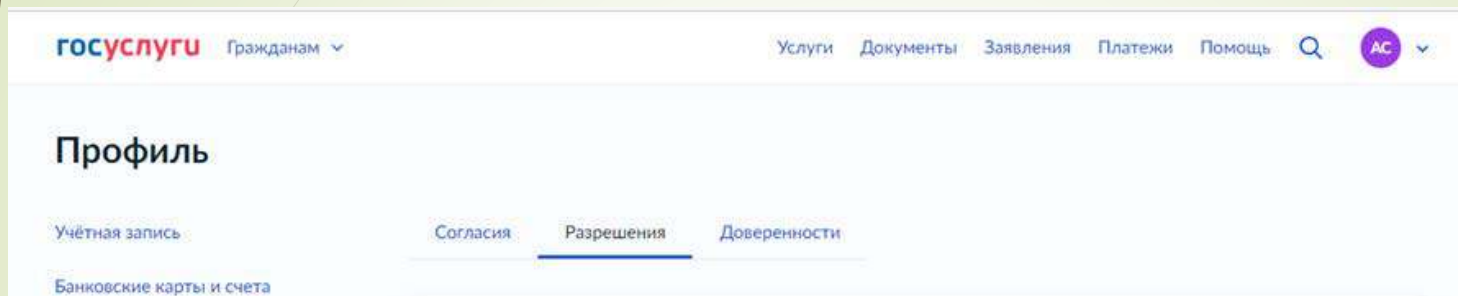 госуслуги Гражданам Услуги Документы Заявления Платежи Помощь АС
Профиль
Учётная запись Согласия Разрешения Доверенности
Банковские карты и счета